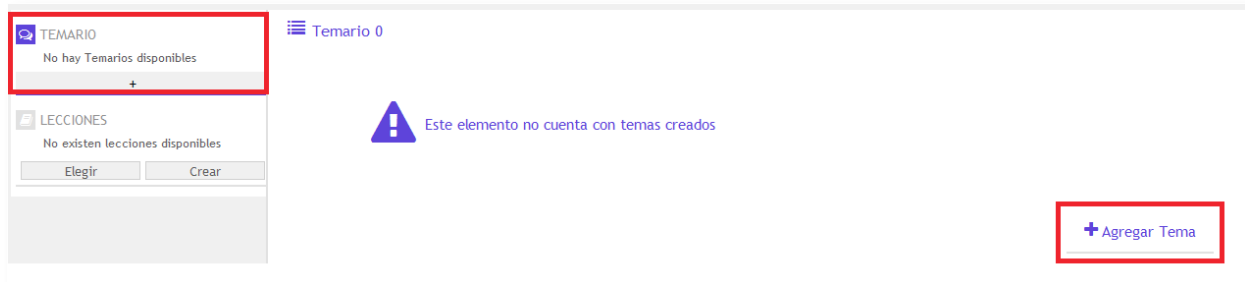 TEMARIO
No hay Temarios disponibles
+
LECCIONES
No existen lecciones disponibles
Elegir Crear
Temario 0
Este elemento no cuenta con temas creados
+ Agregar Tema